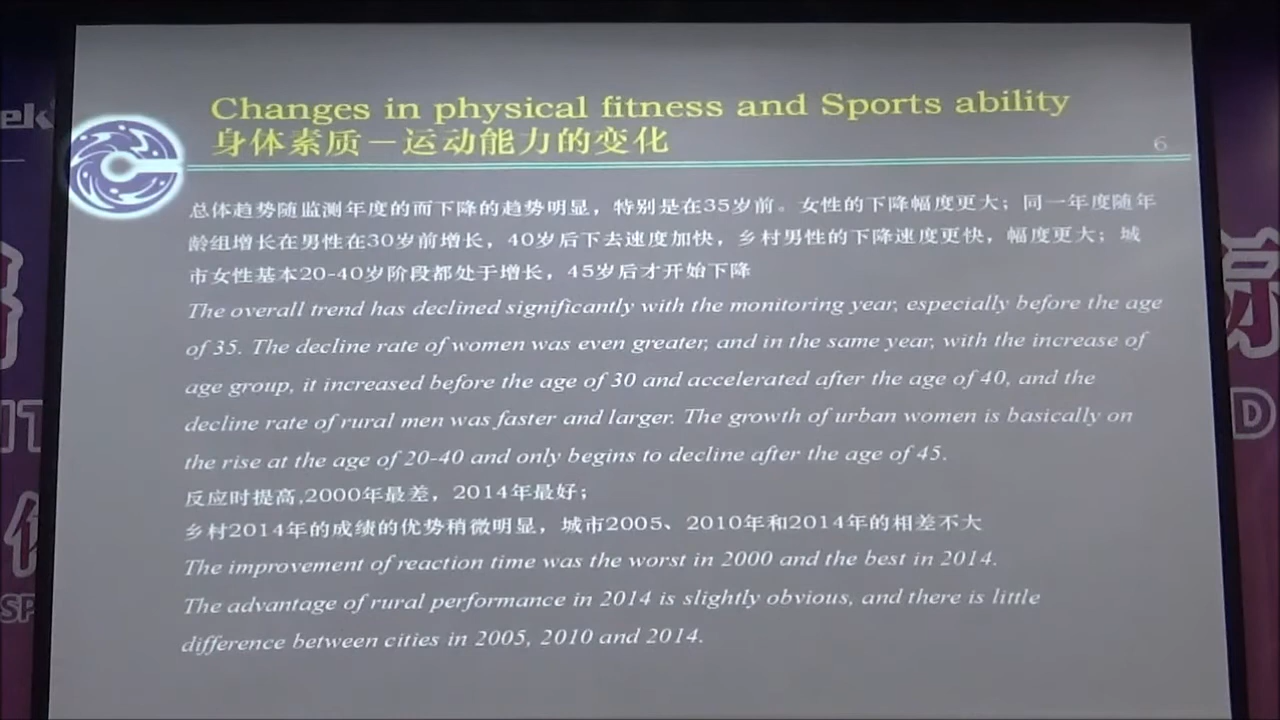 Changes in physical fitness and Sports ability
身体素质－运动能力的变化
6
总体趋势随监测年度的而下降的趋势明显，特别是在35岁前。女性的下降幅度更大；同一年度随年
龄组增长在男性在30岁前增长，40岁后下去速度加快，乡村男性的下降速度更快，幅度更大；城
市女性基本20-40岁阶段都处于增长，45岁后才开始下降
The overall trend has declined significantly with the monitoring year, especially before the age
of 35. The decline rate of women was even greater, and in the same year, with the increase of
age group, it increased before the age of 30 and accelerated after the age of 40, and the
decline rate of rural men was faster and larger. The growth of urban women is basically on
the rise at the age of 20-40 and only begins to decline after the age of 45.
反应时提高,2000年最差，2014年最好；
乡村2014年的成绩的优势稍微明显，城市2005、2010年和2014年的相差不大
The improvement of reaction time was the worst in 2000 and the best in 2014.
The advantage of rural performance in 2014 is slightly obvious, and there is little
difference between cities in 2005, 2010 and 2014.
ek
SP
D